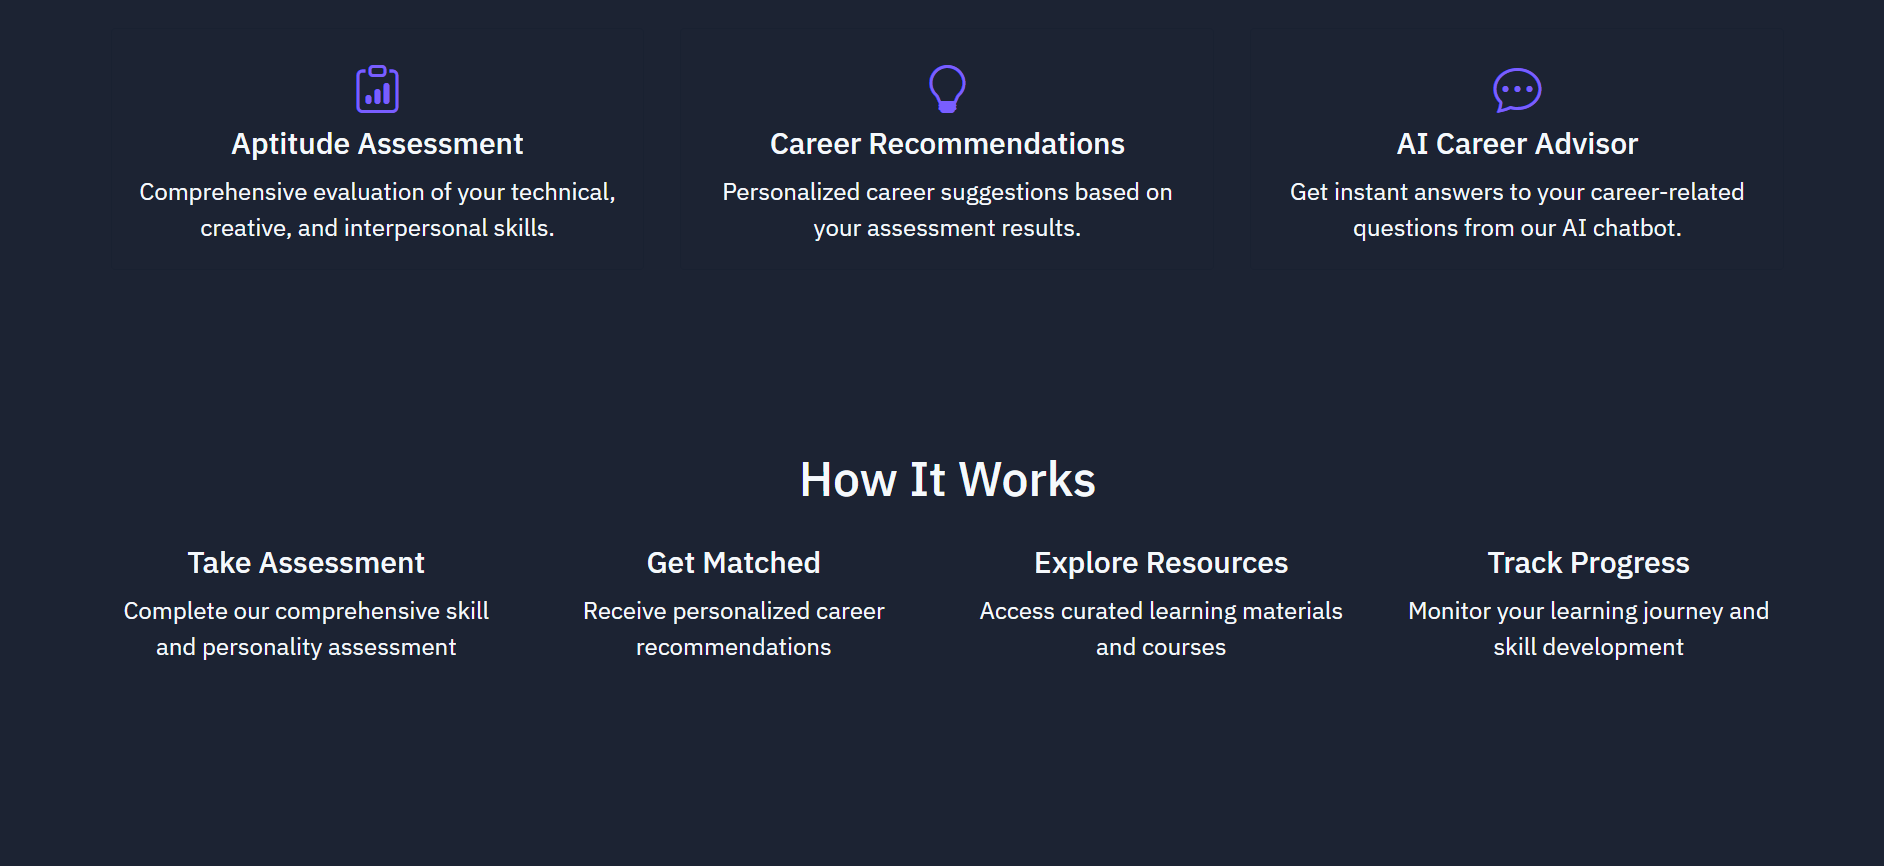 Aptitude Assessment
Comprehensive evaluation of your technical,
creative, and interpersonal skills.
Career Recommendations
Personalized career suggestions based on
your assessment results.
AI Career Advisor
Get instant answers to your career-related
questions from our AI chatbot.
How It Works
Take Assessment
Complete our comprehensive skill
and personality assessment
Get Matched
Receive personalized career
recommendations
Explore Resources
Access curated learning materials
and courses
Track Progress
Monitor your learning journey and
skill development